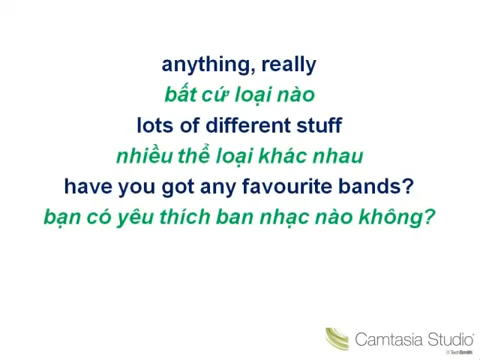 anything, really
bất cứ loại nào
lots of different stuff
nhiều thể loại khác nhau
have you got any favourite bands?
bạn có yêu thích ban nhạc nào không?
Camtasia Studio
TechSmith